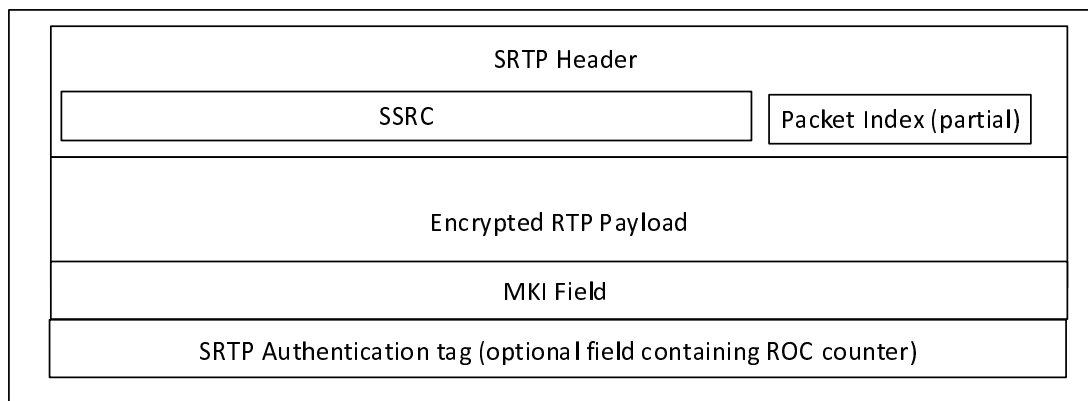 SRTP Header
SSRC
Packet Index (partial)
Encrypted RTP Payload
MKI Field
SRTP Authentication tag (optional field containing ROC counter)